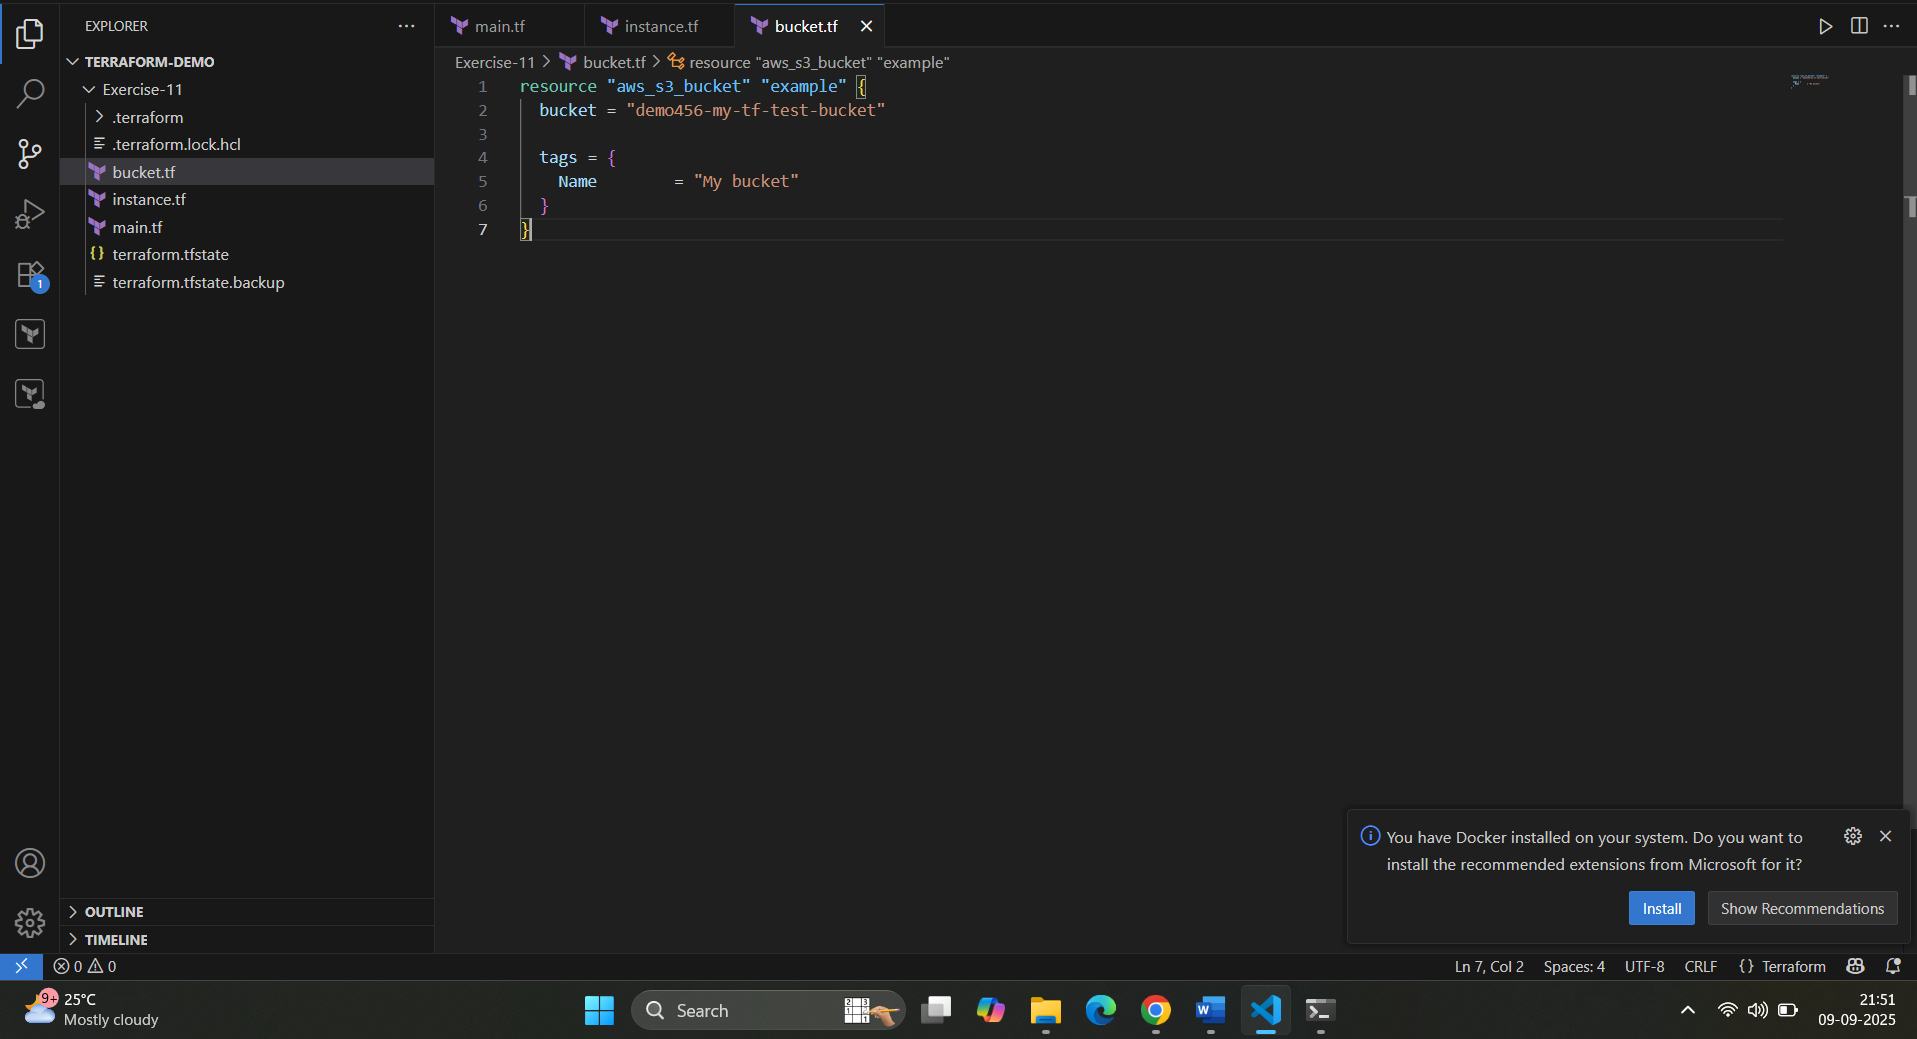 EXPLORER
TERRAFORM-DEMO
Exercise-11
.terraform
.terraform.lock.hcl
bucket.tf
instance.tf
main.tf
terraform.tfstate
terraform.tfstate.backup
OUTLINE
TIMELINE
1
main.tf
instance.tf
bucket.tf
Exercise-11 > bucket.tf > resource "aws_s3_bucket" "example"
1 resource "aws_s3_bucket" "example" {
2 bucket = "demo456-my-tf-test-bucket"
3
4 tags = {
5 Name        = "My bucket"
6 }
7 }
You have Docker installed on your system. Do you want to
install the recommended extensions from Microsoft for it?
Install
Show Recommendations
0 0
Ln 7, Col 2 Spaces: 4 UTF-8 CRLF {} Terraform
9+
25°C
Mostly cloudy
Search
21:51
09-09-2025